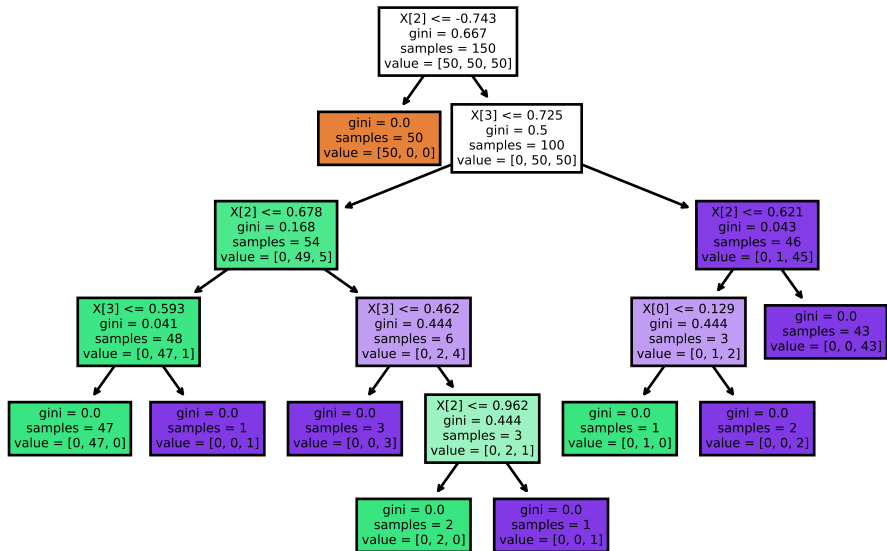 X[2] <= -0.743
gini = 0.667
samples = 150
value = [50, 50, 50]
gini = 0.0
samples = 50
value = [50, 0, 0]
X[3] <= 0.725
gini = 0.5
samples = 100
value = [0, 50, 50]
X[2] <= 0.678
gini = 0.168
samples = 54
value = [0, 49, 5]
X[2] <= 0.621
gini = 0.043
samples = 46
value = [0, 1, 45]
X[3] <= 0.593
gini = 0.041
samples = 48
value = [0, 47, 1]
X[3] <= 0.462
gini = 0.444
samples = 6
value = [0, 2, 4]
X[0] <= 0.129
gini = 0.444
samples = 3
value = [0, 1, 2]
gini = 0.0
samples = 43
value = [0, 0, 43]
gini = 0.0
samples = 47
value = [0, 47, 0]
gini = 0.0
samples = 1
value = [0, 0, 1]
gini = 0.0
samples = 3
value = [0, 0, 3]
X[2] <= 0.962
gini = 0.444
samples = 3
value = [0, 2, 1]
gini = 0.0
samples = 1
value = [0, 1, 0]
gini = 0.0
samples = 2
value = [0, 0, 2]
gini = 0.0
samples = 2
value = [0, 2, 0]
gini = 0.0
samples = 1
value = [0, 0, 1]